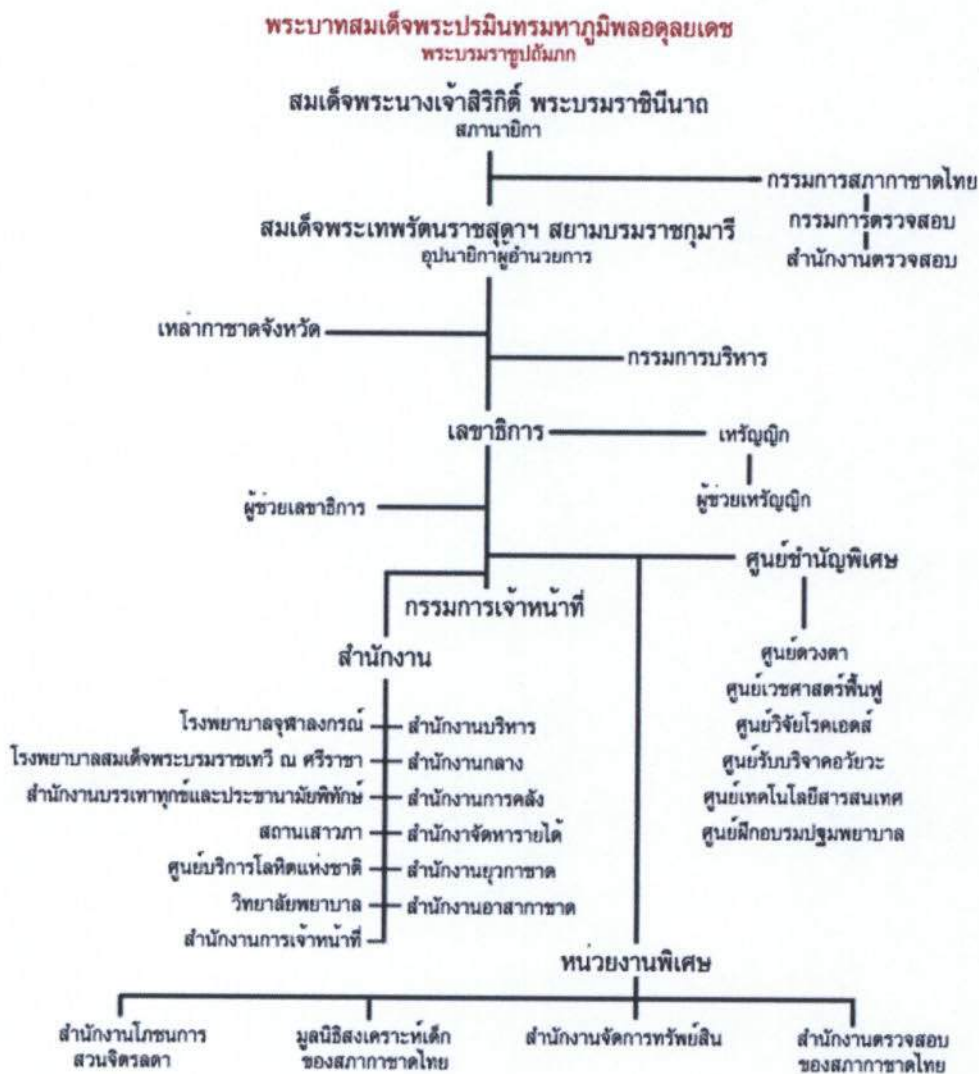 พระบาทสมเด็จพระปรมินทรมหาภูมิพลอดุลยเดช
พระบรมราชูปถัมภก
สมเด็จพระนางเจ้าสิริกิติ์ พระบรมราชินีนาถ
สภานายิกา
กรรมการสภากาชาดไทย
กรรมการตรวจสอบ
สำนักงานตรวจสอบ
สมเด็จพระเทพรัตนราชสุดาฯ สยามบรมราชกุมารี
อุปนายิกาผู้อำนวยการ
เหล่ากาชาดจังหวัด
กรรมการบริหาร
เลขาธิการ
เหรัญญิก
ผู้ช่วยเหรัญญิก
ผู้ช่วยเลขาธิการ
ศูนย์ชำนัญพิเศษ
กรรมการเจ้าหน้าที่
สำนักงาน
โรงพยาบาลจุฬาลงกรณ์
โรงพยาบาลสมเด็จพระบรมราชเทวี ณ ศรีราชา
สำนักงานบรรเทาทุกข์และประชานามัยพิทักษ์
สถานเสาวภา
ศูนย์บริการโลหิตแห่งชาติ
วิทยาลัยพยาบาล
สำนักงานการเจ้าหน้าที่
สำนักงานบริหาร
สำนักงานกลาง
สำนักงานการคลัง
สำนักงาจัดหารายได้
สำนักงานยุวกาชาด
สำนักงานอาสากาชาด
ศูนย์ดวงตา
ศูนย์เวชศาสตร์ฟื้นฟู
ศูนย์วิจัยโรคเอดส์
ศูนย์รับบริจาคอวัยวะ
ศูนย์เทคโนโลยีสารสนเทศ
ศูนย์ฝึกอบรมปฐมพยาบาล
หน่วยงานพิเศษ
สำนักงานโภชนการ
สวนจิตรลดา
มูลนิธิสงเคราะห์เด็ก
ของสภากาชาดไทย
สำนักงานจัดการทรัพย์สิน
สำนักงานตรวจสอบ
ของสภากาชาดไทย